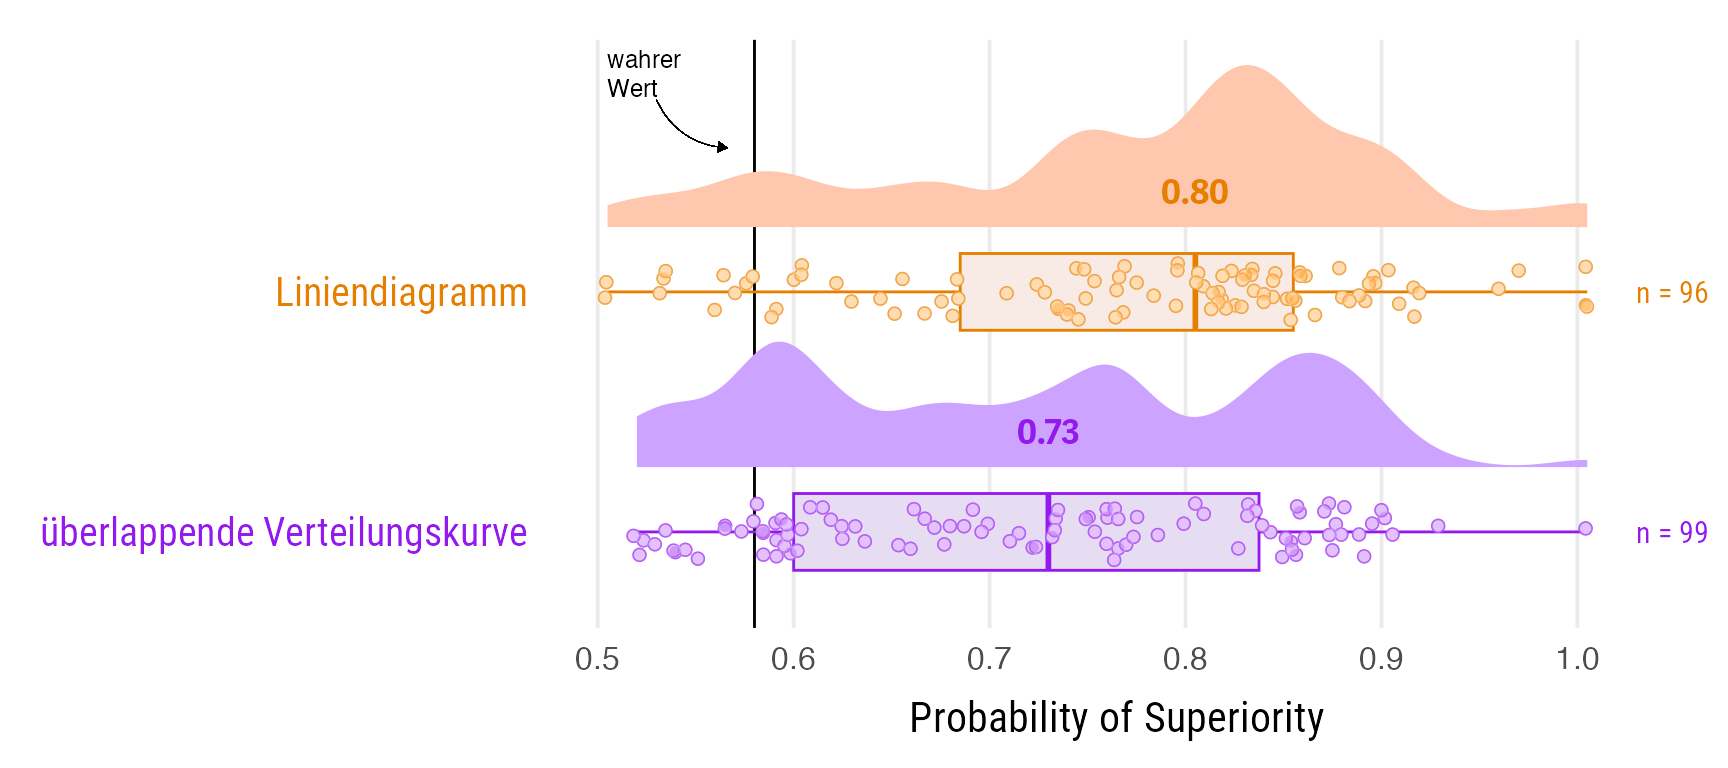 wahrer
Wert
0.80
Liniendiagramm
n = 96
0.73
überlappende Verteilungskurve
n = 99
0.5 0.6 0.7 0.8 0.9 1.0
Probability of Superiority